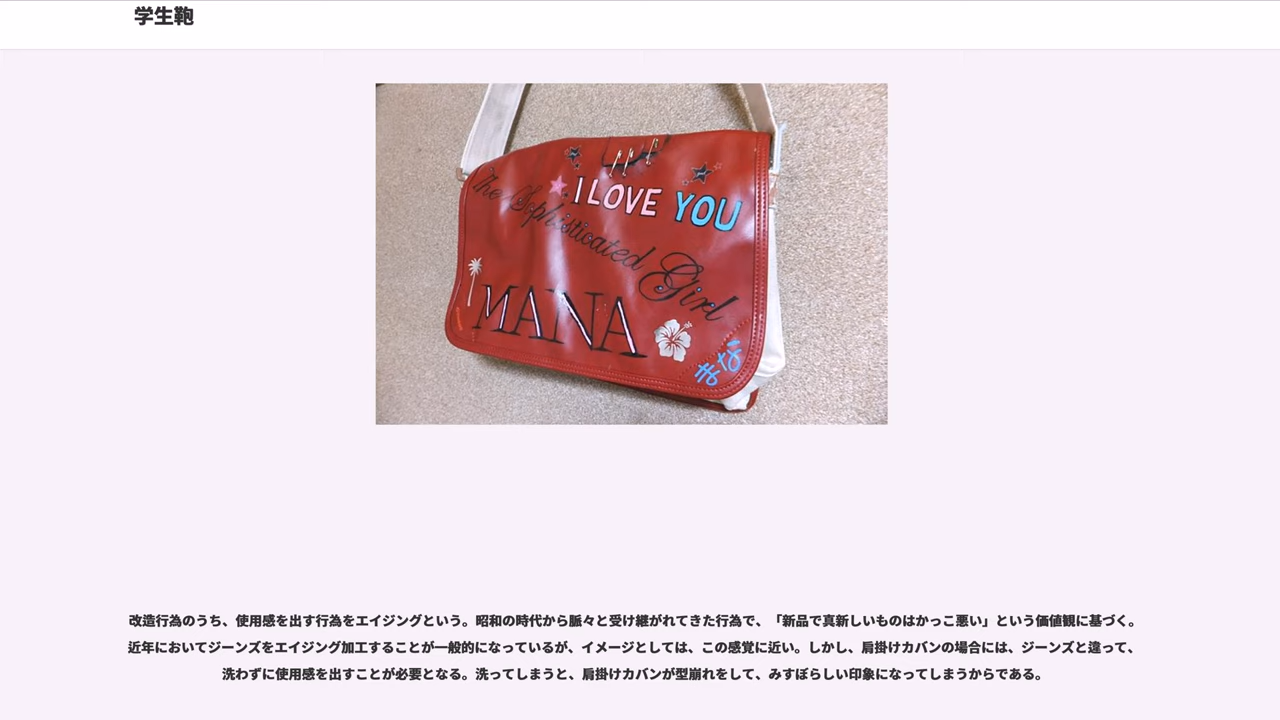 学生鞄
I LOVE YOU
The Sophisticated Girl
MANA
まな
改造行為のうち、使用感を出す行為をエイジングという。昭和の時代から脈々と受け継がれてきた行為で、「新品で真新しいものはかっこ悪い」という価値観に基づく。
近年においてジーンズをエイジング加工することが一般的になっているが、イメージとしては、この感覚に近い。しかし、肩掛けカバンの場合には、ジーンズと違って、
洗わずに使用感を出すことが必要となる。洗ってしまうと、肩掛けカバンが型崩れをして、みすぼらしい印象になってしまうからである。